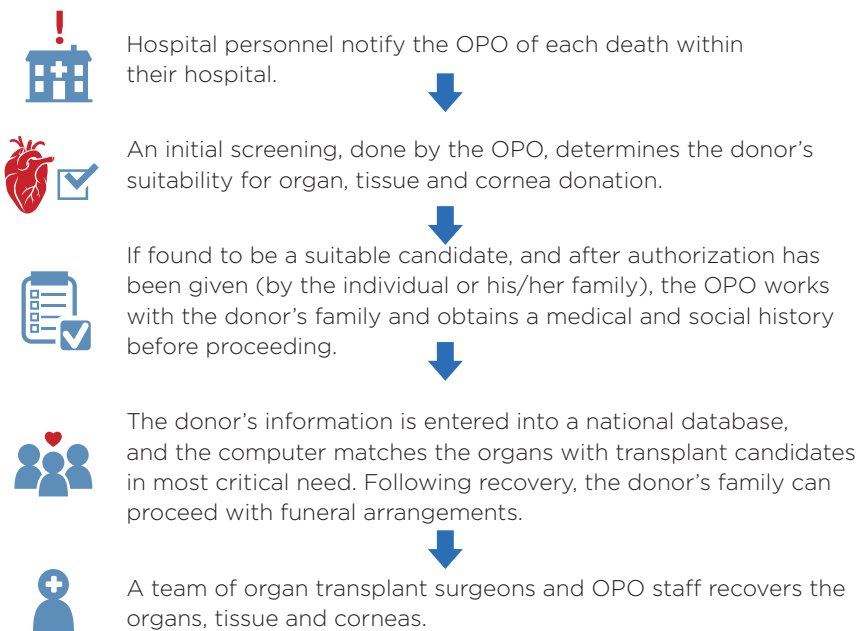 Hospital personnel notify the OPO of each death within
their hospital.
An initial screening, done by the OPO, determines the donor's
suitability for organ, tissue and cornea donation.
If found to be a suitable candidate, and after authorization has
been given (by the individual or his/her family), the OPO works
with the donor's family and obtains a medical and social history
before proceeding.
The donor's information is entered into a national database,
and the computer matches the organs with transplant candidates
in most critical need. Following recovery, the donor's family can
proceed with funeral arrangements.
A team of organ transplant surgeons and OPO staff recovers the
organs, tissue and corneas.